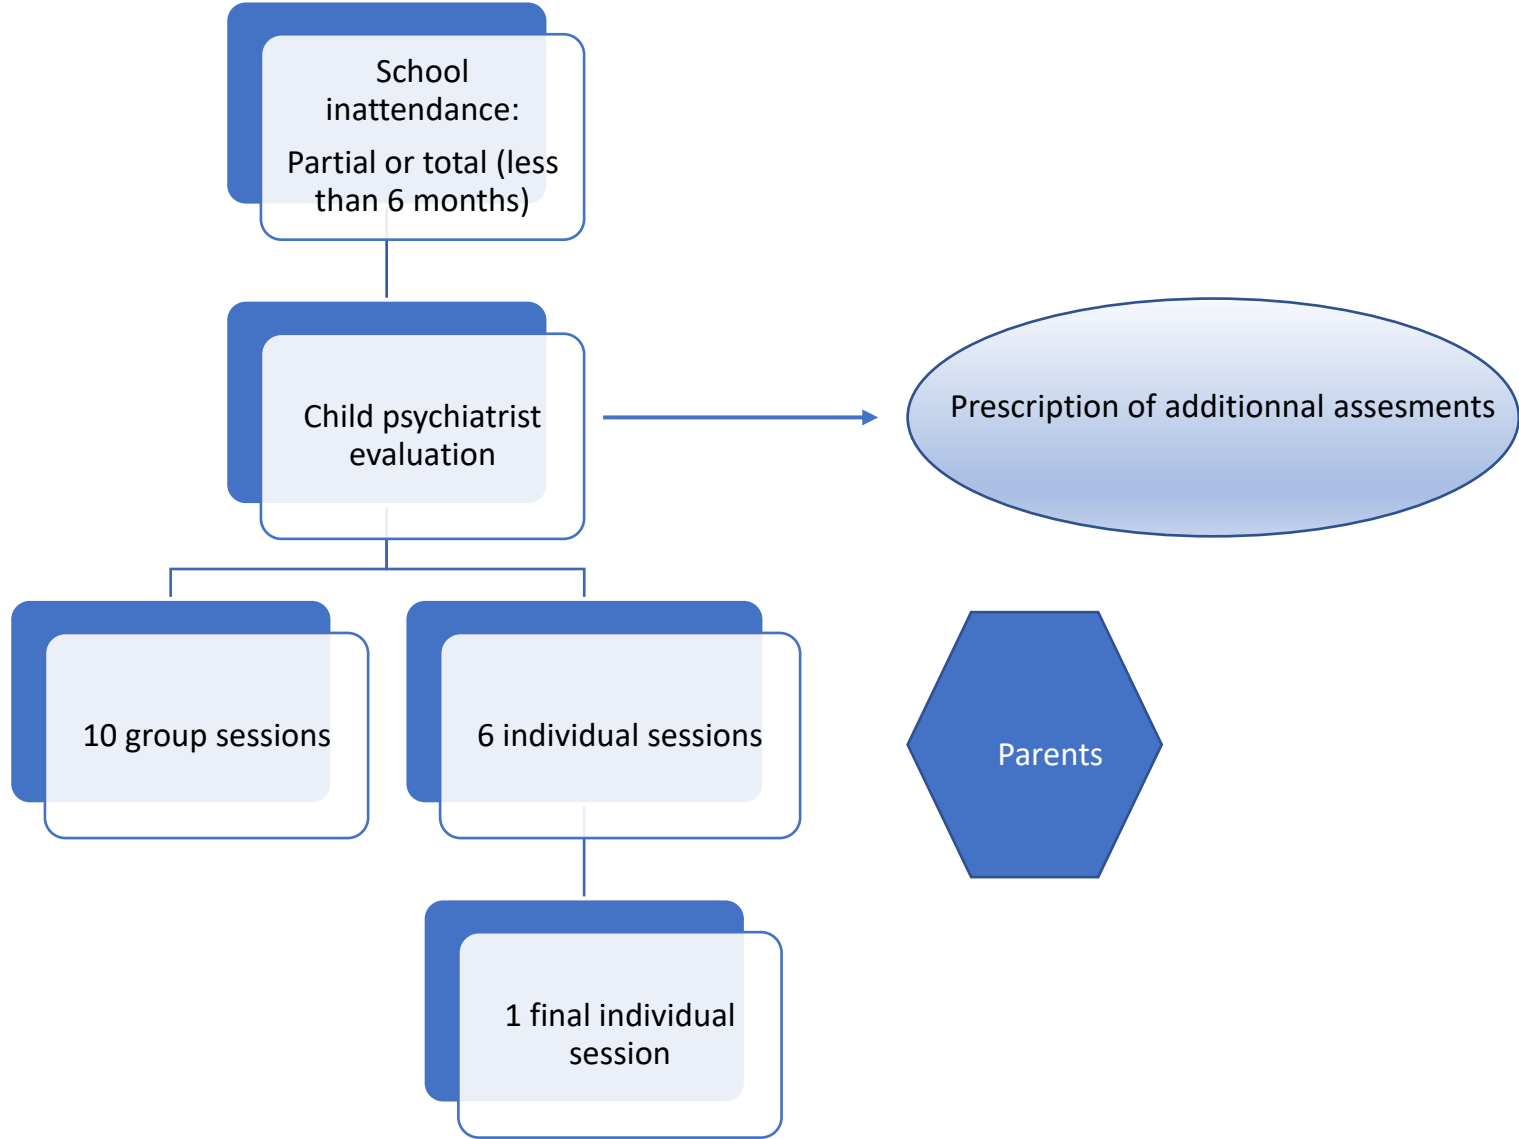 School
inattendance:
Partial or total (less
than 6 months)
Child psychiatrist
evaluation
Prescription of additionnal assesments
10 group sessions
6 individual sessions
Parents
1 final individual
session